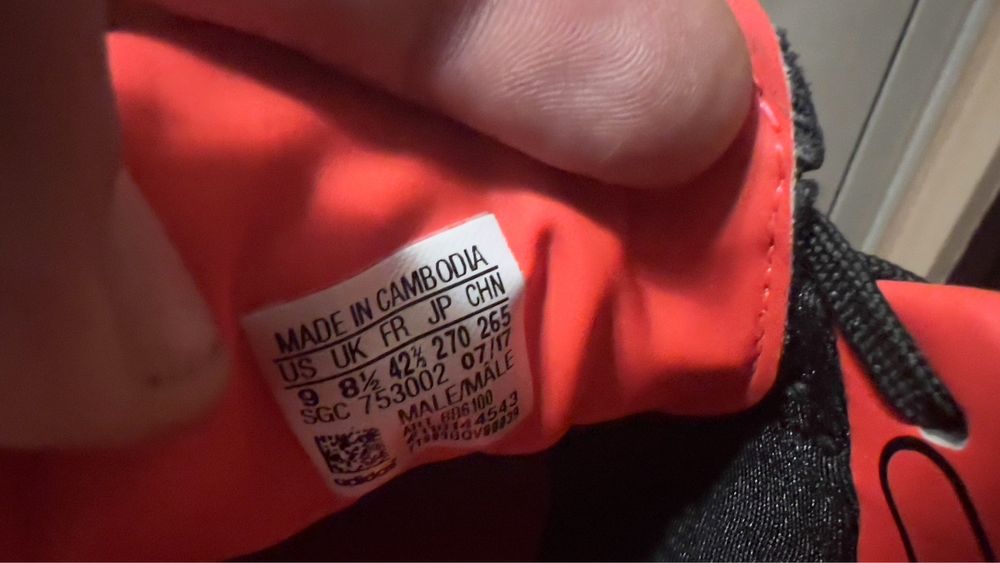 MADE IN CAMBODIA
US UK FR JP CHN
9 8½ 42⅔ 270 265
SGC 753002 07/17
MALE/MÂLE
adidas